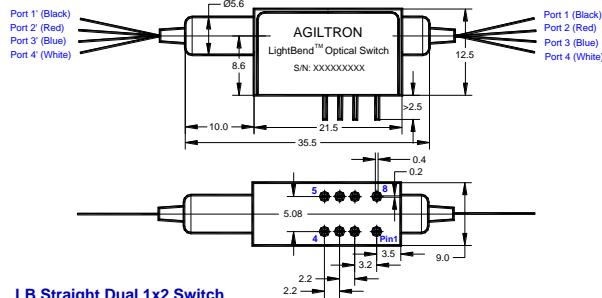 Port 1' (Black)
Port 2' (Red)
Port 3' (Blue)
Port 4' (White)
Ø5.6
8.6
AGILTRON
LightBend™ Optical Switch
S/N: XXXXXXXXX
Port 1 (Black)
Port 2 (Red)
Port 3 (Blue)
Port 4 (White)
12.5
>2.5
10.0
21.5
35.5
0.4
0.2
5
8
5.08
4
Pin1
3.5
9.0
3.2
2.2
2.2
LB Straight Dual 1x2 Switch